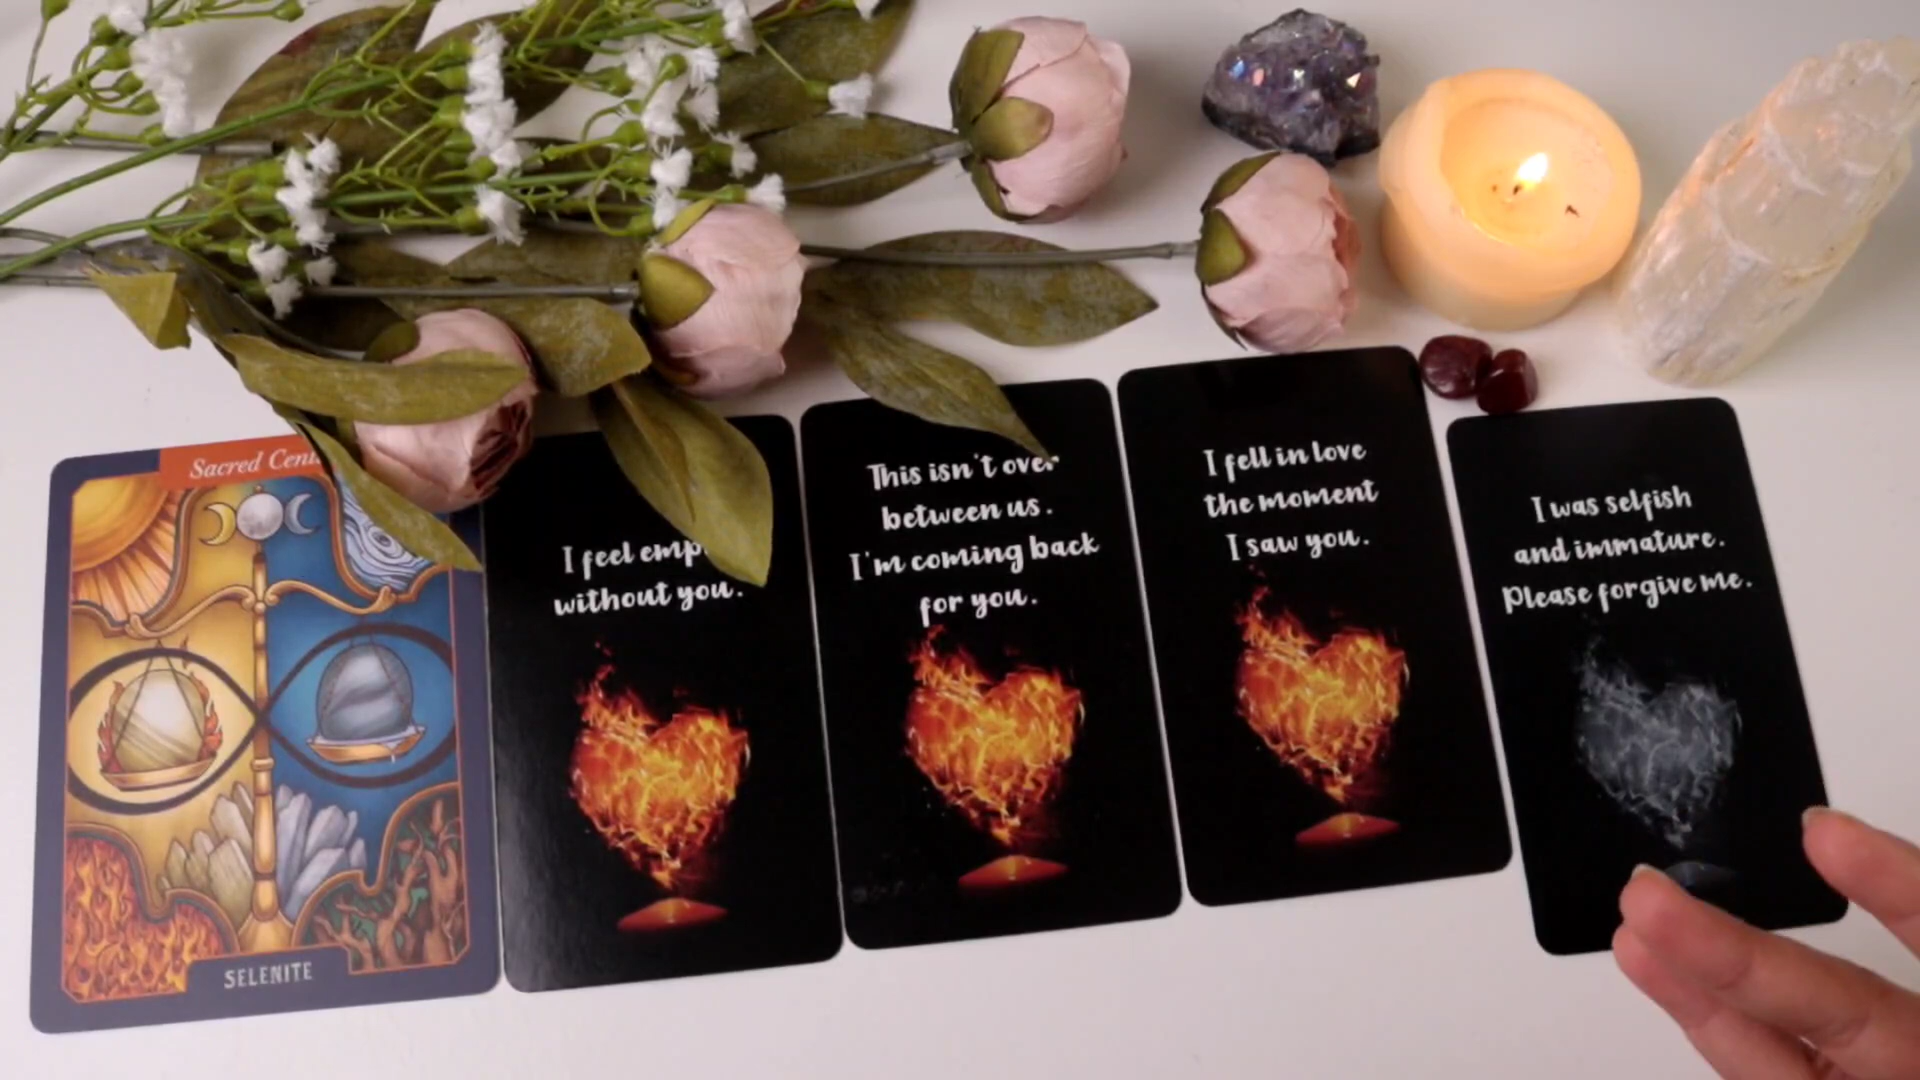 Sacred
SELENITE
I feel
without you.
This isn't over
between us.
I'm coming back
for you.
I fell in love
the moment
I saw you.
I was selfish
and immature.
Please forgive me.